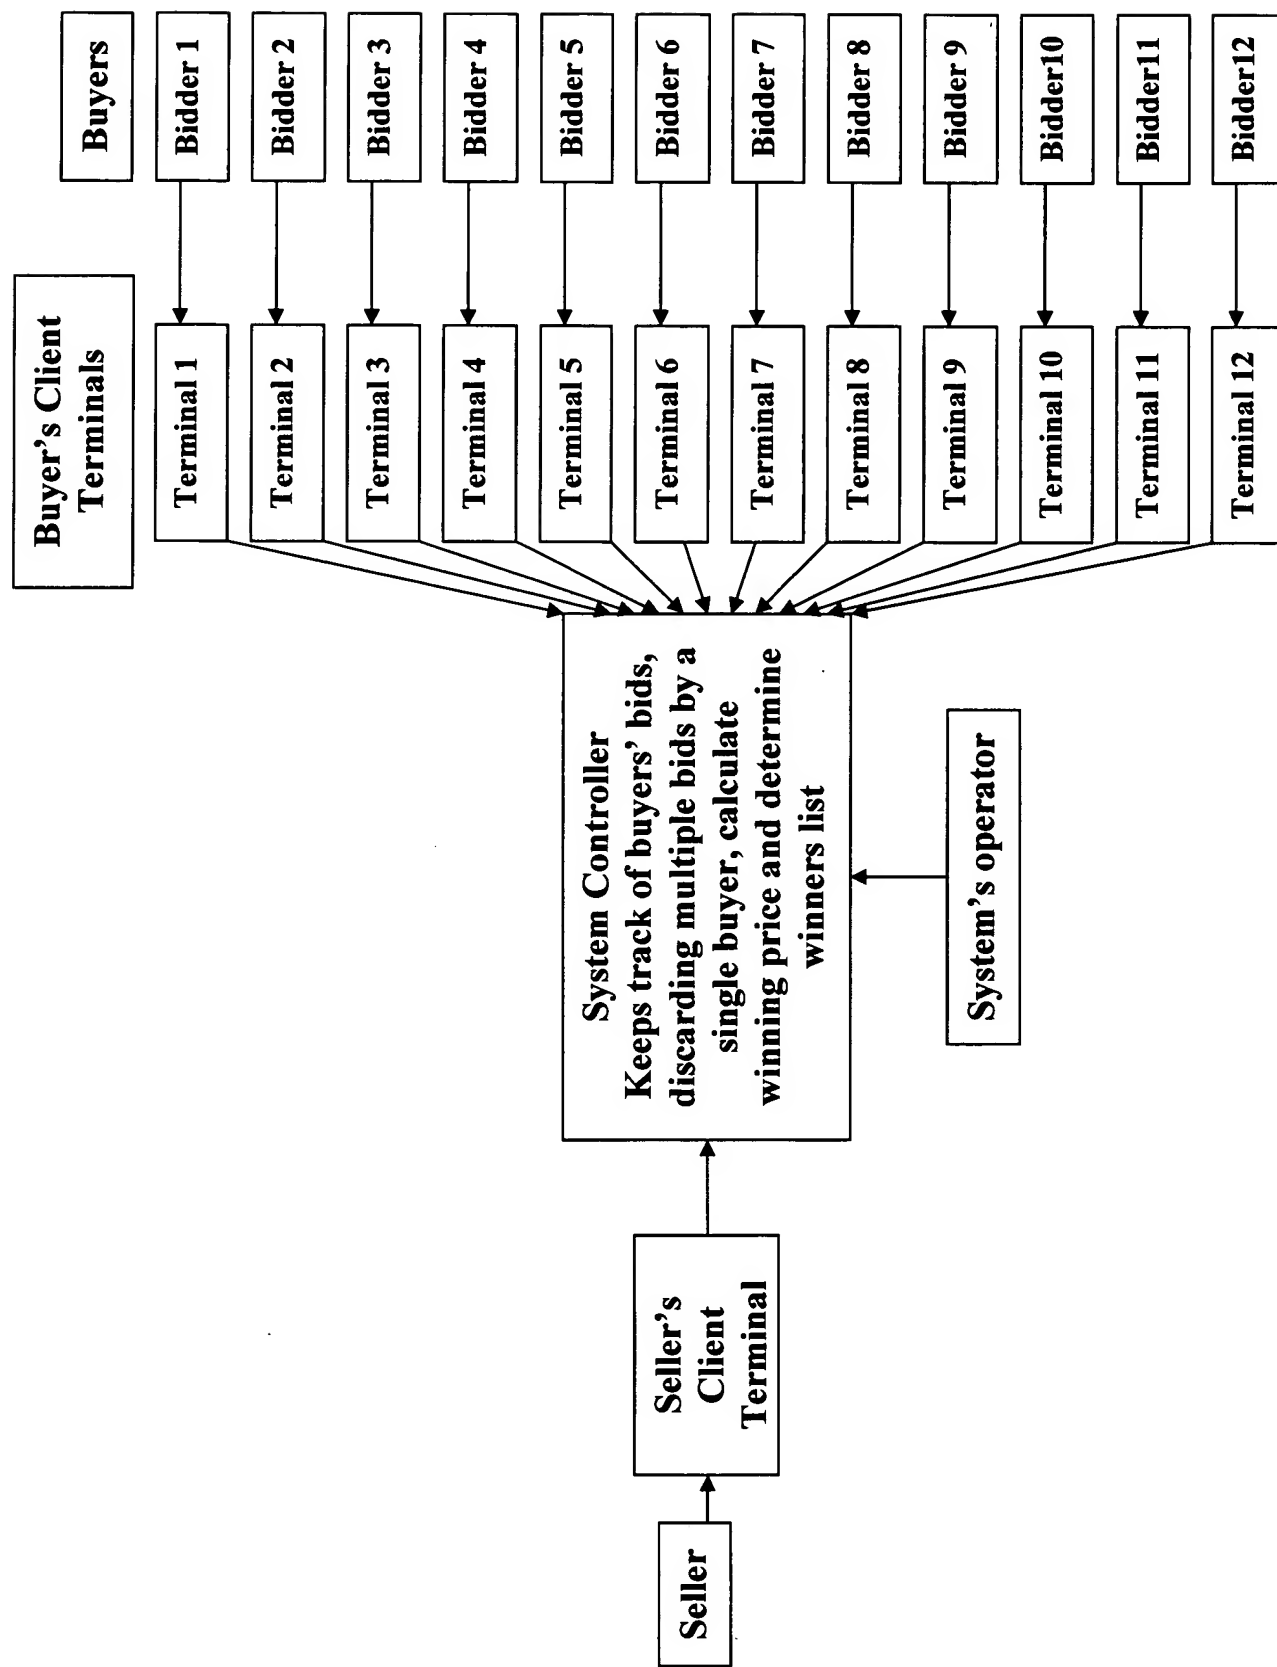 Buyers
Bidder 1
Bidder 2
Bidder 3
Bidder 4
Bidder 5
Bidder 6
Bidder 7
Bidder 8
Bidder 9
Bidder10
Bidder11
Bidder12
Buyer's Client
Terminals
Terminal 1
Terminal 2
Terminal 3
Terminal 4
Terminal 5
Terminal 6
Terminal 7
Terminal 8
Terminal 9
Terminal 10
Terminal 11
Terminal 12
System Controller
Keeps track of buyers' bids,
discarding multiple bids by a
single buyer, calculate
winning price and determine
winners list
System's operator
Seller's
Client
Terminal
Seller